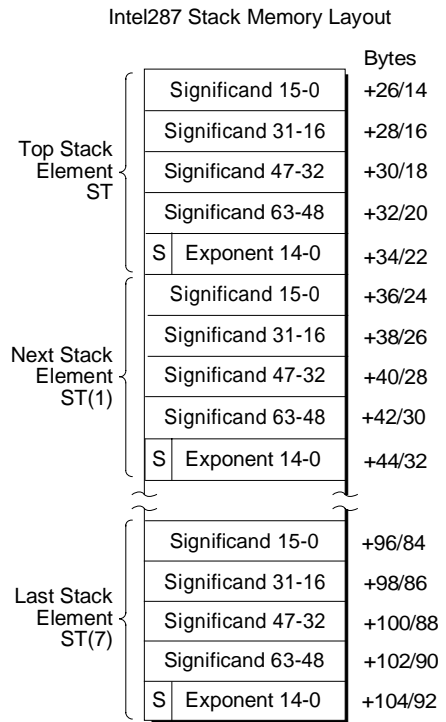 Intel287 Stack Memory Layout
Bytes
Significand 15-0 +26/14
Significand 31-16 +28/16
Top Stack
Element
ST
Significand 47-32 +30/18
Significand 63-48 +32/20
S Exponent 14-0 +34/22
Significand 15-0 +36/24
Significand 31-16 +38/26
Next Stack
Element
ST(1)
Significand 47-32 +40/28
Significand 63-48 +42/30
S Exponent 14-0 +44/32
Significand 15-0 +96/84
Significand 31-16 +98/86
Last Stack
Element
ST(7)
Significand 47-32 +100/88
Significand 63-48 +102/90
S Exponent 14-0 +104/92